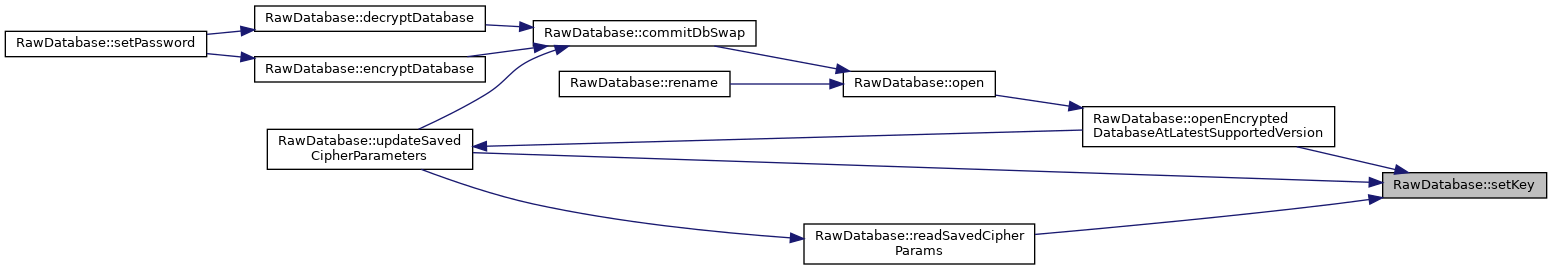 RawDatabase::decryptDatabase
RawDatabase::setPassword
RawDatabase::commitDbSwap
RawDatabase::encryptDatabase
RawDatabase::rename
RawDatabase::open
RawDatabase::openEncrypted
DatabaseAtLatestSupportedVersion
RawDatabase::updateSaved
CipherParameters
RawDatabase::setKey
RawDatabase::readSavedCipher
Params